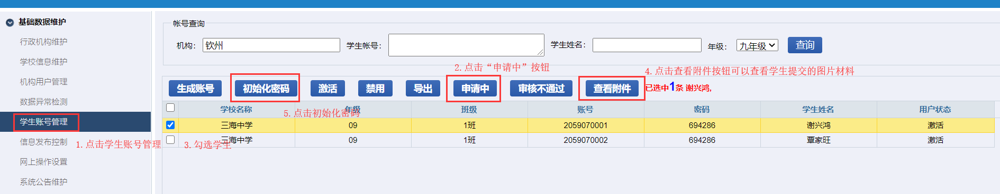 基础数据维护
行政机构维护
学校信息维护
机构用户管理
数据异常检测
学生账号管理
信息发布控制
网上操作设置
系统公告维护
1.点击学生账号管理
帐号查询
机构： 钦州 学生帐号： 学生姓名： 年级： 九年级 查询
2.点击“申请中”按钮
4.点击查看附件按钮可以查看学生提交的图片材料
生成账号 初始化密码 激活 禁用 导出 申请中 审核不通过 查看附件 已选中1条 谢兴鸿,
学校名称 年级 班级 账号 密码 学生姓名 用户状态
5.点击初始化密码
三海中学 09 1班 2059070001 694286 谢兴鸿 激活
三海中学 09 1班 2059070002 694286 覃家旺 激活
3.勾选学生